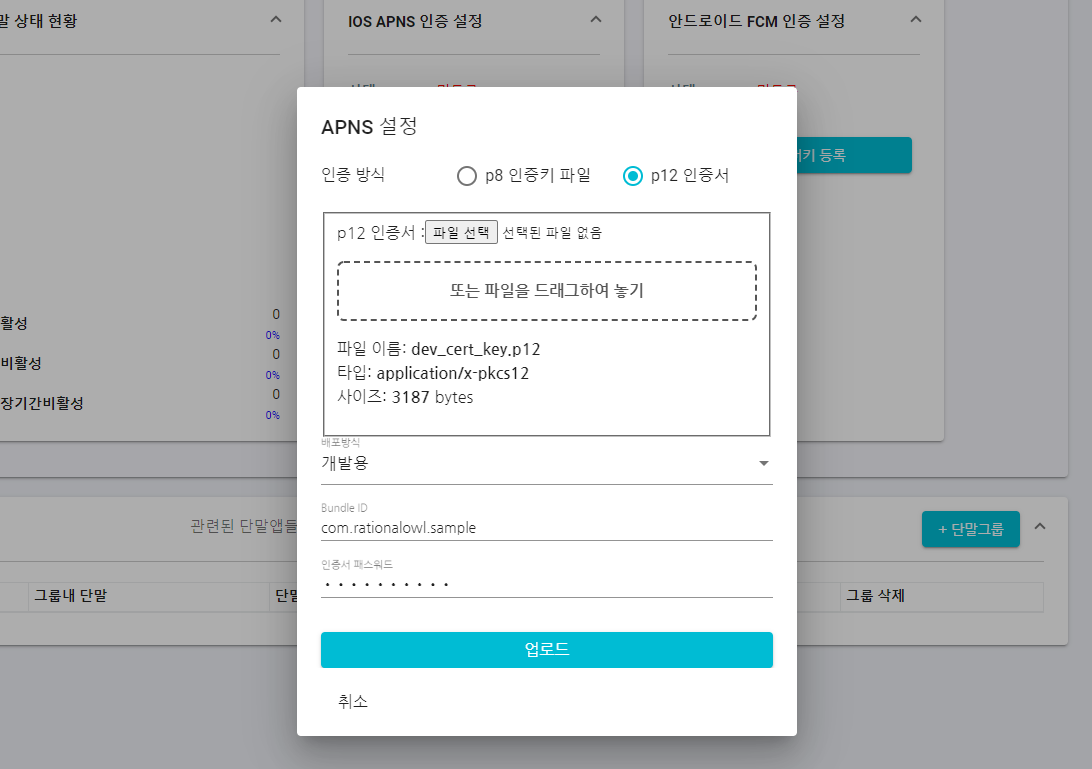 말 상태 현황
IOS APNS 인증 설정
안드로이드 FCM 인증 설정
APNS 설정
인증 방식
p8 인증키 파일
p12 인증서
등록
p12 인증서 :
파일 선택
선택된 파일 없음
또는 파일을 드래그하여 놓기
파일 이름: dev_cert_key.p12
타입: application/x-pkcs12
사이즈: 3187 bytes
활성
0
0%
비활성
0
0%
장기간비활성
0
0%
배포방식
개발용
Bundle ID
com.rationalowl.sample
인증서 패스워드
••••••••••
업로드
취소
관련된 단말앱들
+ 단말그룹
그룹내 단말
단말
그룹 삭제